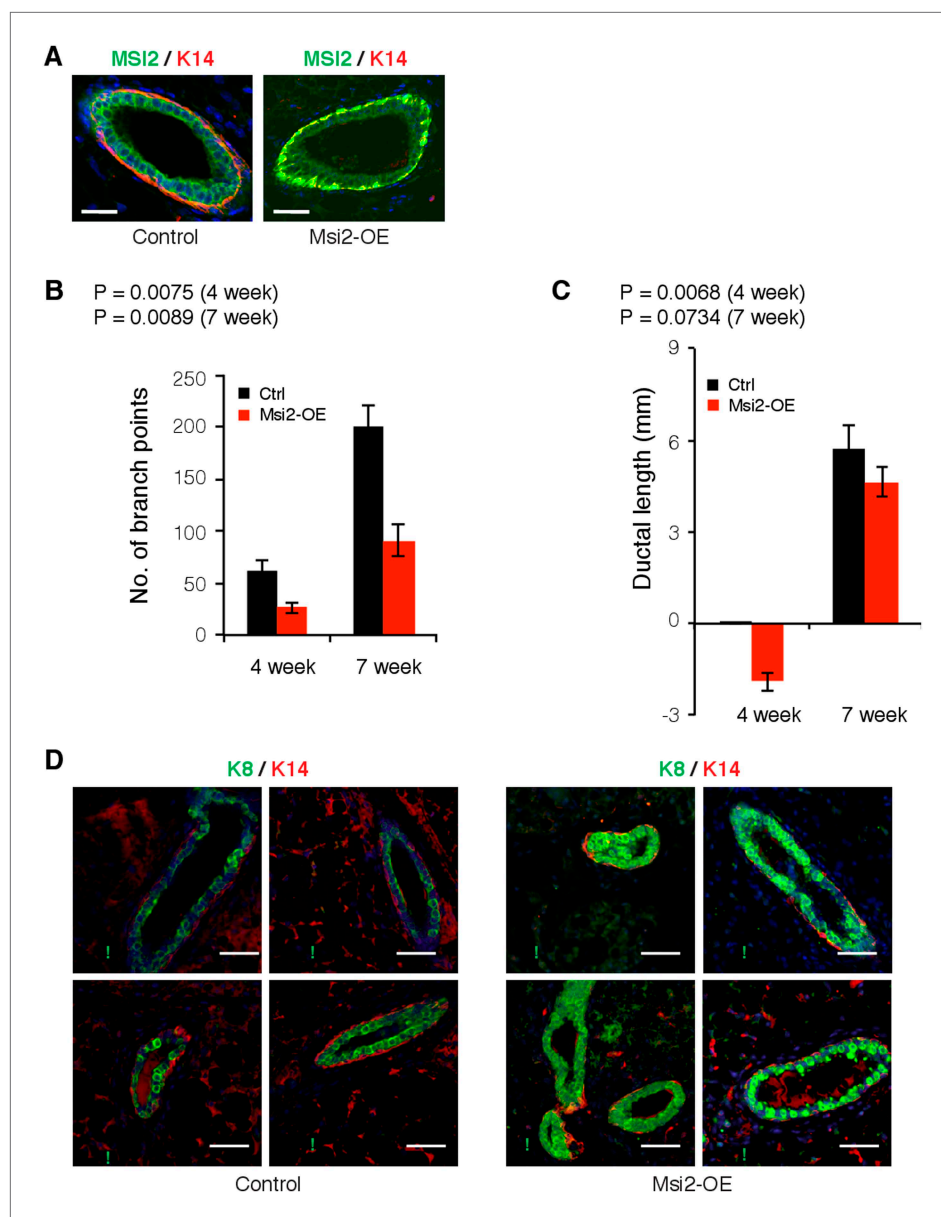 A
MSI2 / K14
MSI2 / K14
Control
Msi2-OE
B
P = 0.0075 (4 week)
P = 0.0089 (7 week)
No. of branch points
250
200
150
100
50
0
Ctrl
Msi2-OE
4 week
7 week
C
P = 0.0068 (4 week)
P = 0.0734 (7 week)
Ductal length (mm)
9
6
3
0
-3
Ctrl
Msi2-OE
4 week
7 week
D
K8 / K14
K8 / K14
!
!
!
!
!
!
!
!
Control
Msi2-OE